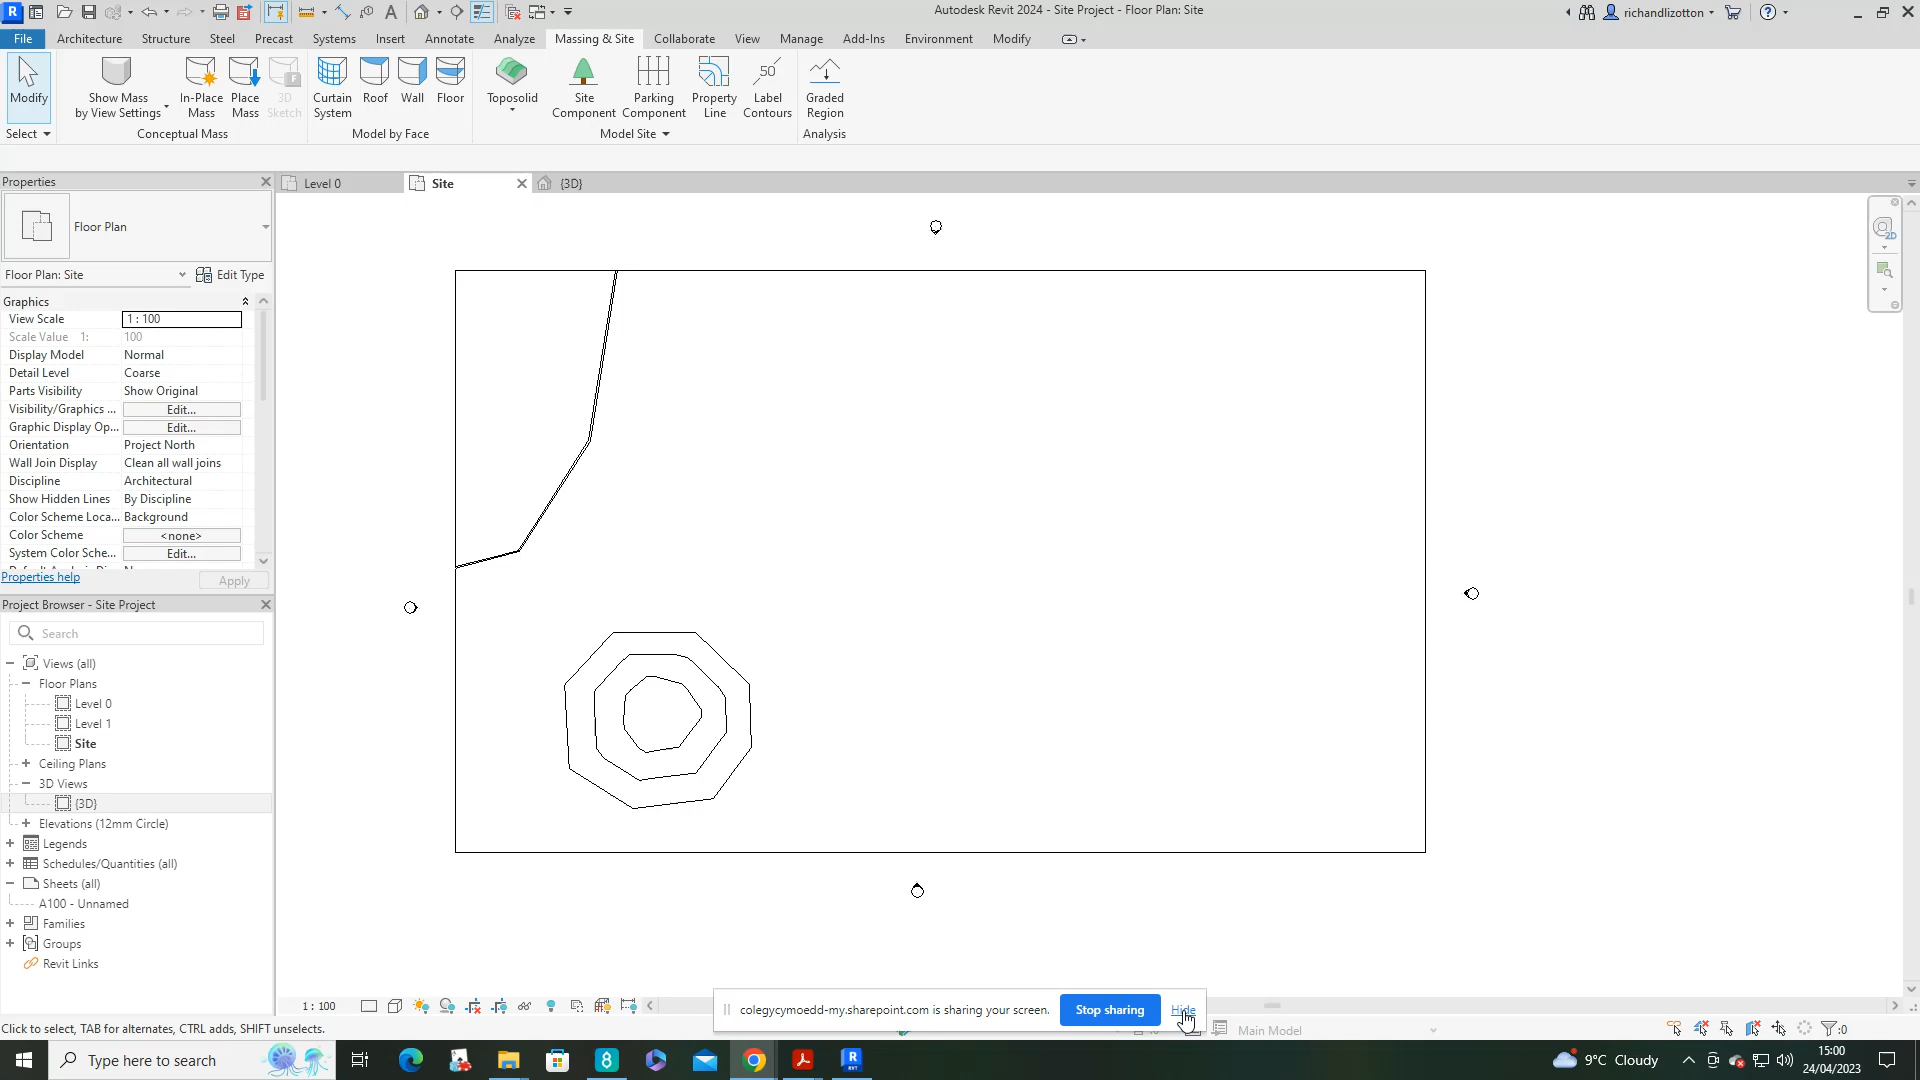 Autodesk Revit 2024 - Site Project - Floor Plan: Site
richandlizotton
File Architecture Structure Steel Precast Systems Insert Annotate Analyze Massing & Site Collaborate View Manage Add-Ins Environment Modify
Modify
Show Mass by View Settings
In-Place Mass
Place Mass
3D Sketch
Curtain System
Roof
Wall
Floor
Toposolid
Site Component
Parking Component
Property Line
50
Label Contours
Graded Region
Select
Conceptual Mass
Model by Face
Model Site
Analysis
Properties
Level 0
Site
{3D}
Floor Plan
2D
Floor Plan: Site
Edit Type
Graphics
View Scale 1 : 100
Scale Value 1: 100
Display Model Normal
Detail Level Coarse
Parts Visibility Show Original
Visibility/Graphics ... Edit...
Graphic Display Op... Edit...
Orientation Project North
Wall Join Display Clean all wall joins
Discipline Architectural
Show Hidden Lines By Discipline
Color Scheme Loca... Background
Color Scheme <none>
System Color Sche... Edit...
Properties help
Apply
Project Browser - Site Project
Search
Views (all)
Floor Plans
Level 0
Level 1
Site
Ceiling Plans
3D Views
{3D}
Elevations (12mm Circle)
Legends
Schedules/Quantities (all)
Sheets (all)
A100 - Unnamed
Families
Groups
Revit Links
1 : 100
colegycymoedd-my.sharepoint.com is sharing your screen.
Stop sharing
Hide
Click to select, TAB for alternates, CTRL adds, SHIFT unselects.
Main Model
:0
Type here to search
9°C Cloudy
15:00
24/04/2023